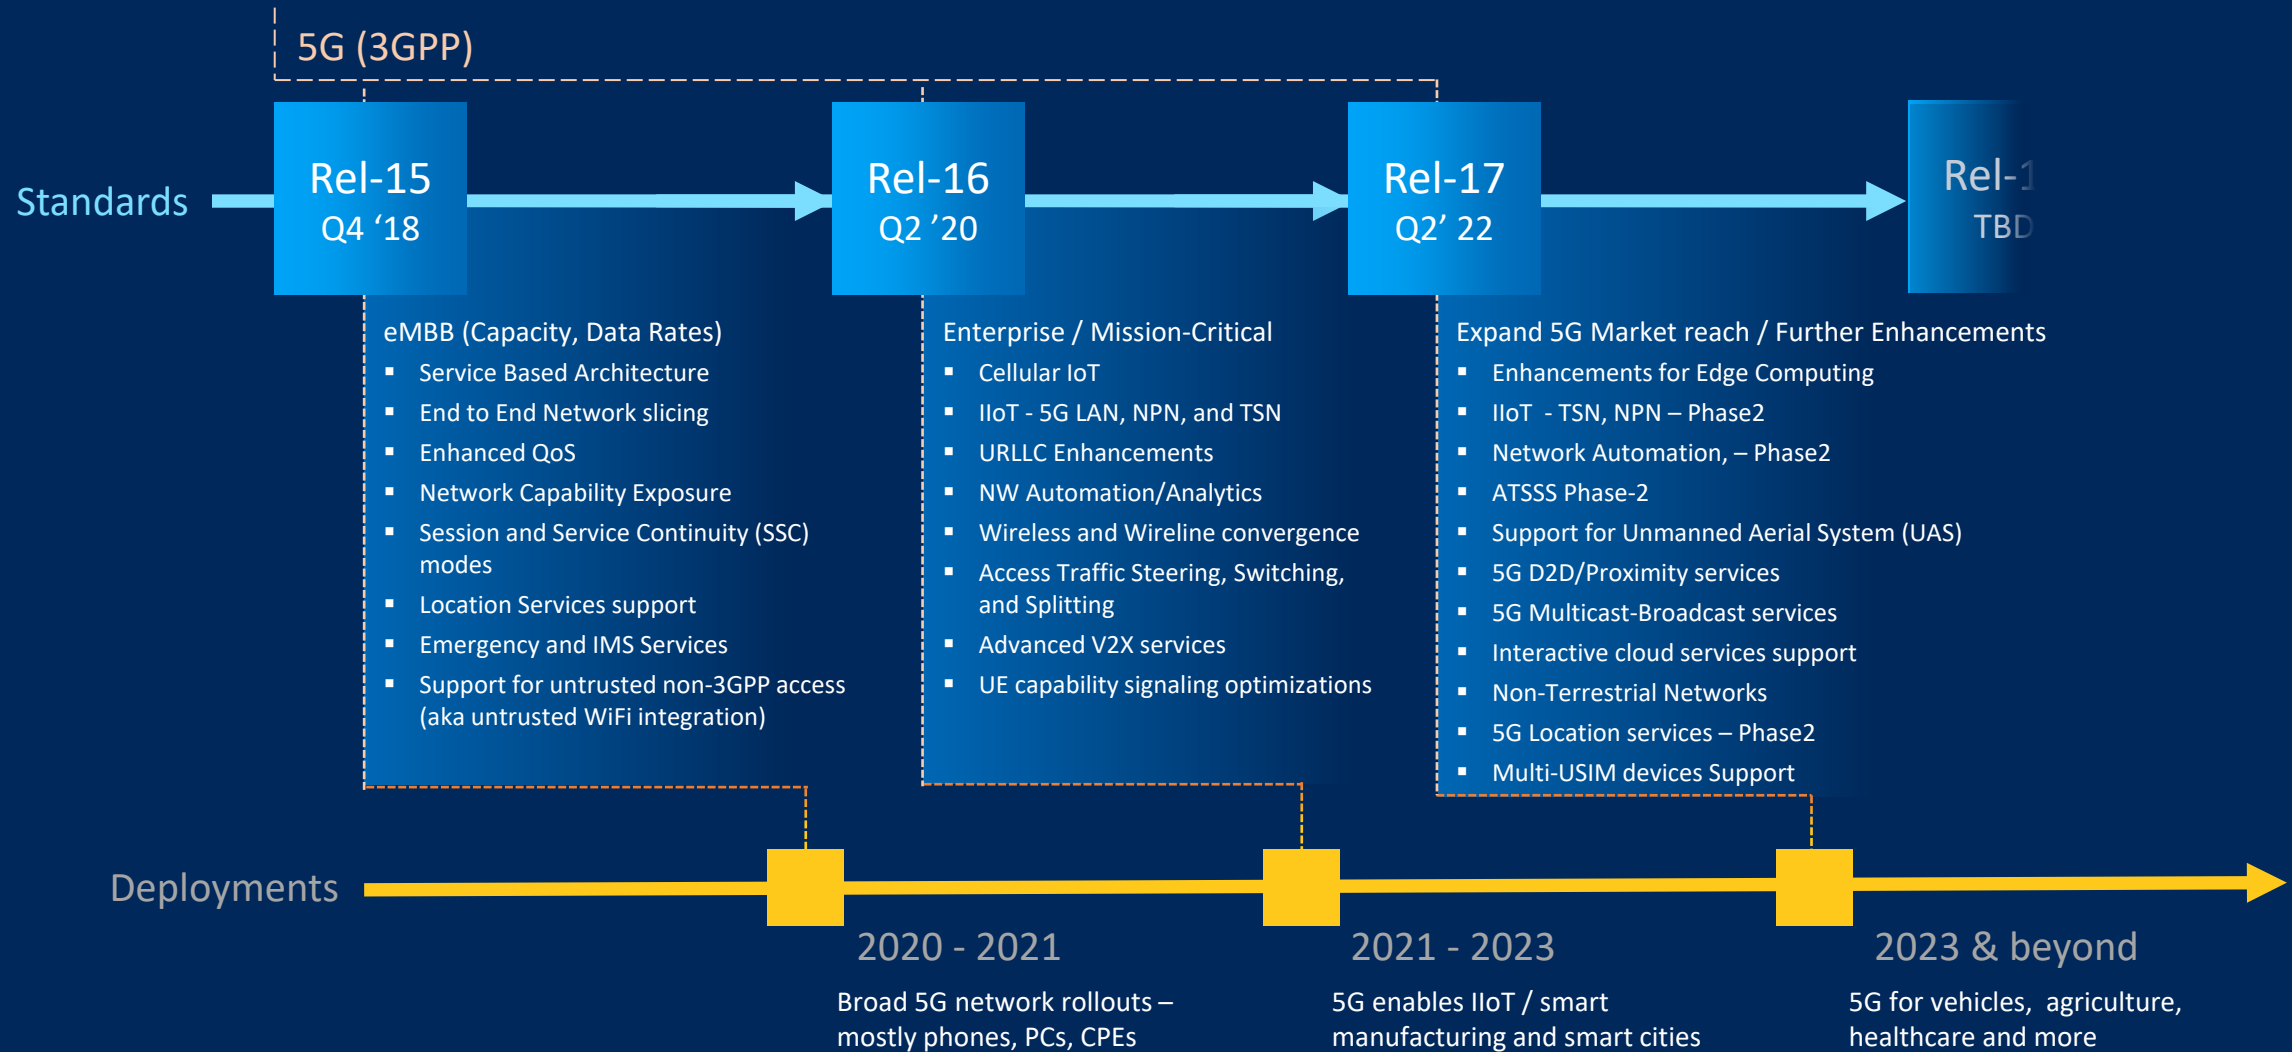 5G (3GPP)
Standards
Rel-15
Q4 ‘18
Rel-16
Q2 ’20
Rel-17
Q2’ 22
Rel-1
TBD
eMBB (Capacity, Data Rates)
▪ Service Based Architecture
▪ End to End Network slicing
▪ Enhanced QoS
▪ Network Capability Exposure
▪ Session and Service Continuity (SSC)
modes
▪ Location Services support
▪ Emergency and IMS Services
▪ Support for untrusted non-3GPP access
(aka untrusted WiFi integration)
Enterprise / Mission-Critical
▪ Cellular IoT
▪ IIoT - 5G LAN, NPN, and TSN
▪ URLLC Enhancements
▪ NW Automation/Analytics
▪ Wireless and Wireline convergence
▪ Access Traffic Steering, Switching,
and Splitting
▪ Advanced V2X services
▪ UE capability signaling optimizations
Expand 5G Market reach / Further Enhancements
▪ Enhancements for Edge Computing
▪ IIoT - TSN, NPN – Phase2
▪ Network Automation, – Phase2
▪ ATSSS Phase-2
▪ Support for Unmanned Aerial System (UAS)
▪ 5G D2D/Proximity services
▪ 5G Multicast-Broadcast services
▪ Interactive cloud services support
▪ Non-Terrestrial Networks
▪ 5G Location services – Phase2
▪ Multi-USIM devices Support
Deployments
2020 - 2021
Broad 5G network rollouts –
mostly phones, PCs, CPEs
2021 - 2023
5G enables IIoT / smart
manufacturing and smart cities
2023 & beyond
5G for vehicles, agriculture,
healthcare and more